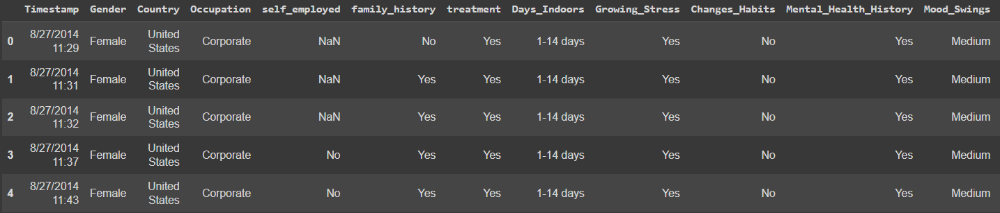 Timestamp Gender Country Occupation self_employed family_history treatment Days_Indoors Growing_Stress Changes_Habits Mental_Health_History Mood_Swings
0 8/27/2014 11:29 Female United States Corporate NaN No Yes 1-14 days Yes No Yes Medium
1 8/27/2014 11:31 Female United States Corporate NaN Yes Yes 1-14 days Yes No Yes Medium
2 8/27/2014 11:32 Female United States Corporate NaN Yes Yes 1-14 days Yes No Yes Medium
3 8/27/2014 11:37 Female United States Corporate No Yes Yes 1-14 days Yes No Yes Medium
4 8/27/2014 11:43 Female United States Corporate No Yes Yes 1-14 days Yes No Yes Medium